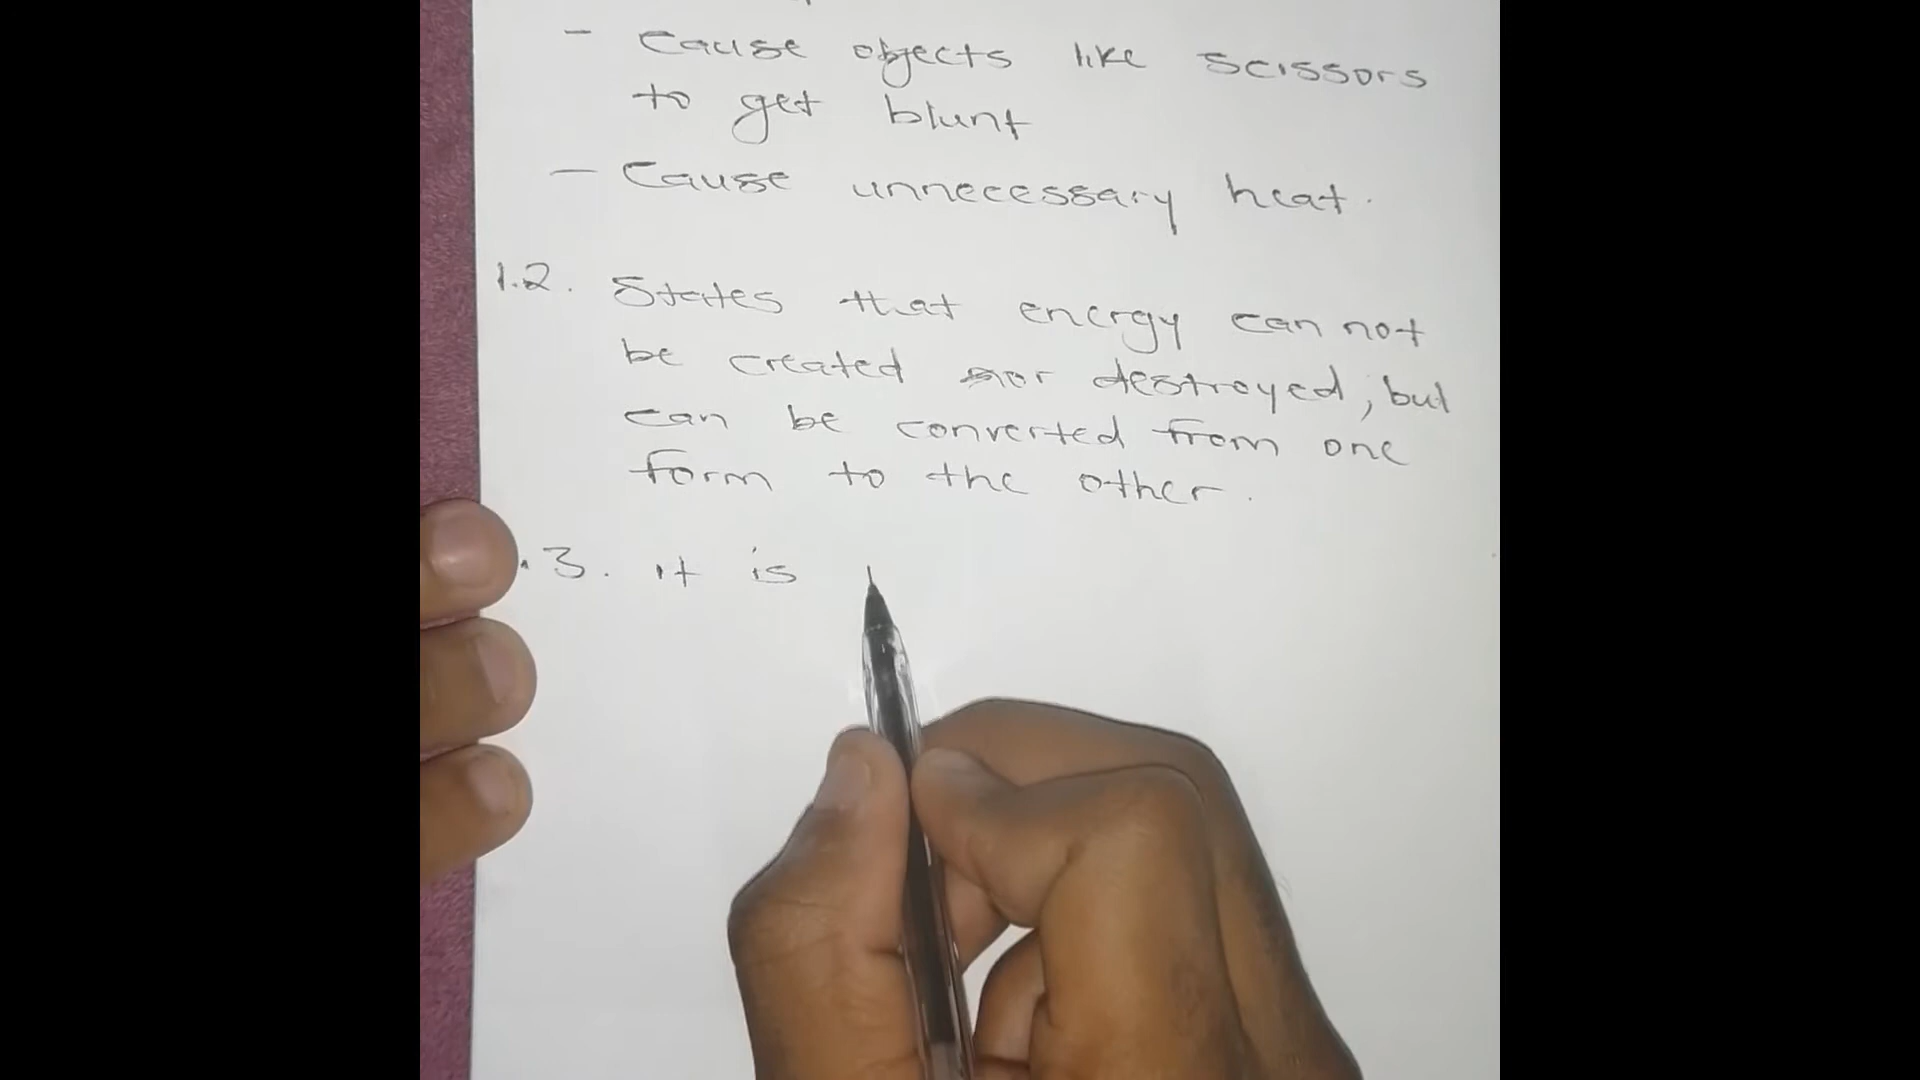 - Cause objects like scissors
to get blunt
- Cause unnecessary heat.
1.2. States that energy can not
be created nor destroyed, but
can be converted from one
form to the other.
.3. it is